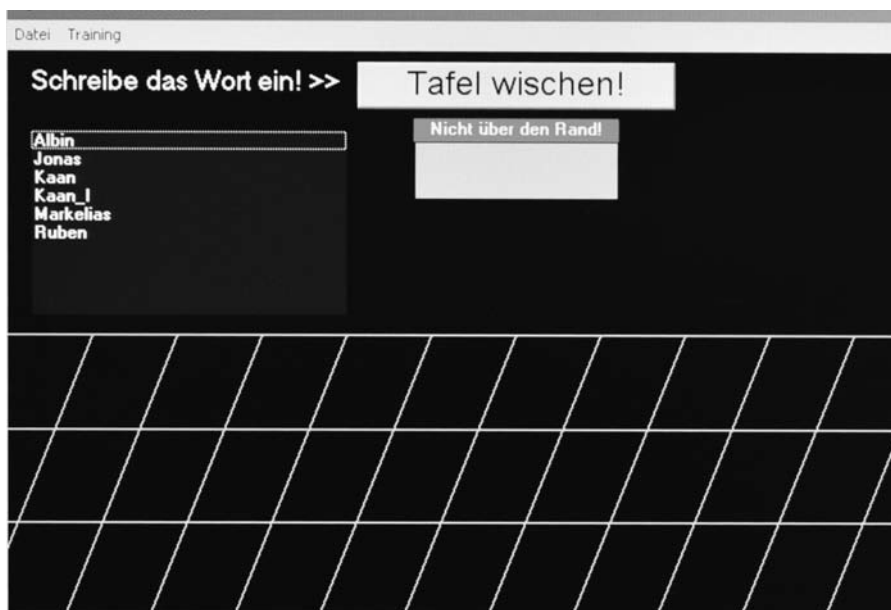 Datei Training
Schreibe das Wort ein! >> Tafel wischen!
Nicht über den Rand!
Albin
Jonas
Kaan
Kaan_I
Markelias
Ruben